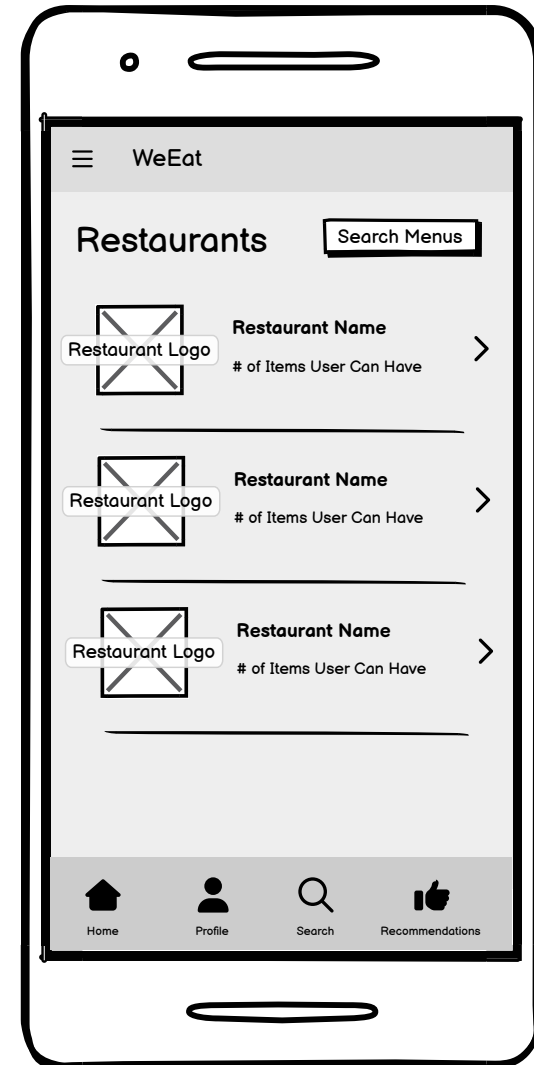 WeEat
Restaurants
Search Menus
Restaurant Logo
Restaurant Name
# of Items User Can Have
Restaurant Logo
Restaurant Name
# of Items User Can Have
Restaurant Logo
Restaurant Name
# of Items User Can Have
Home
Profile
Search
Recommendations